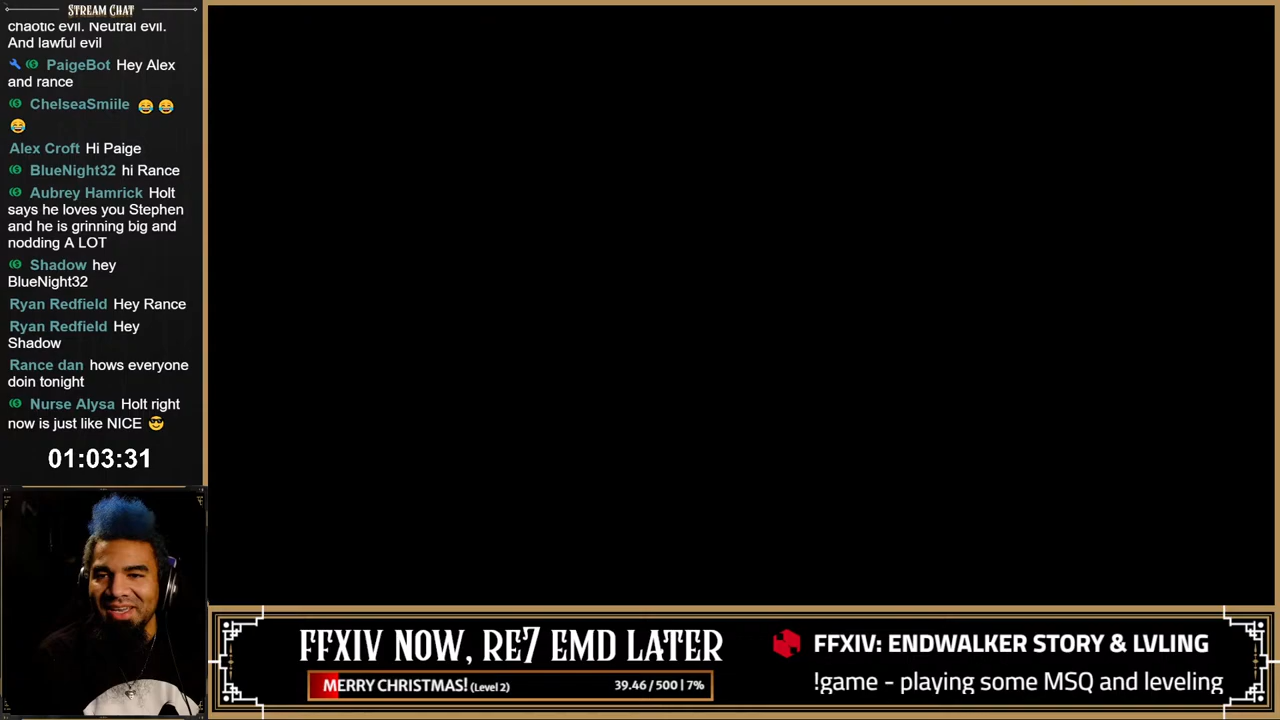 STREAM CHAT
chaotic evil. Neutral evil.
And lawful evil
PaigeBot Hey Alex
and rance
ChelseaSmiile 😂 😂
😂
Alex Croft Hi Paige
BlueNight32 hi Rance
Aubrey Hamrick Holt
says he loves you Stephen
and he is grinning big and
nodding A LOT
Shadow hey
BlueNight32
Ryan Redfield Hey Rance
Ryan Redfield Hey
Shadow
Rance dan hows everyone
doin tonight
Nurse Alysa Holt right
now is just like NICE 😎
01:03:31
FFXIV NOW, RE7 EMD LATER
MERRY CHRISTMAS! (Level 2) 39.46 / 500 | 7%
FFXIV: ENDWALKER STORY & LVLING
!game - playing some MSQ and leveling